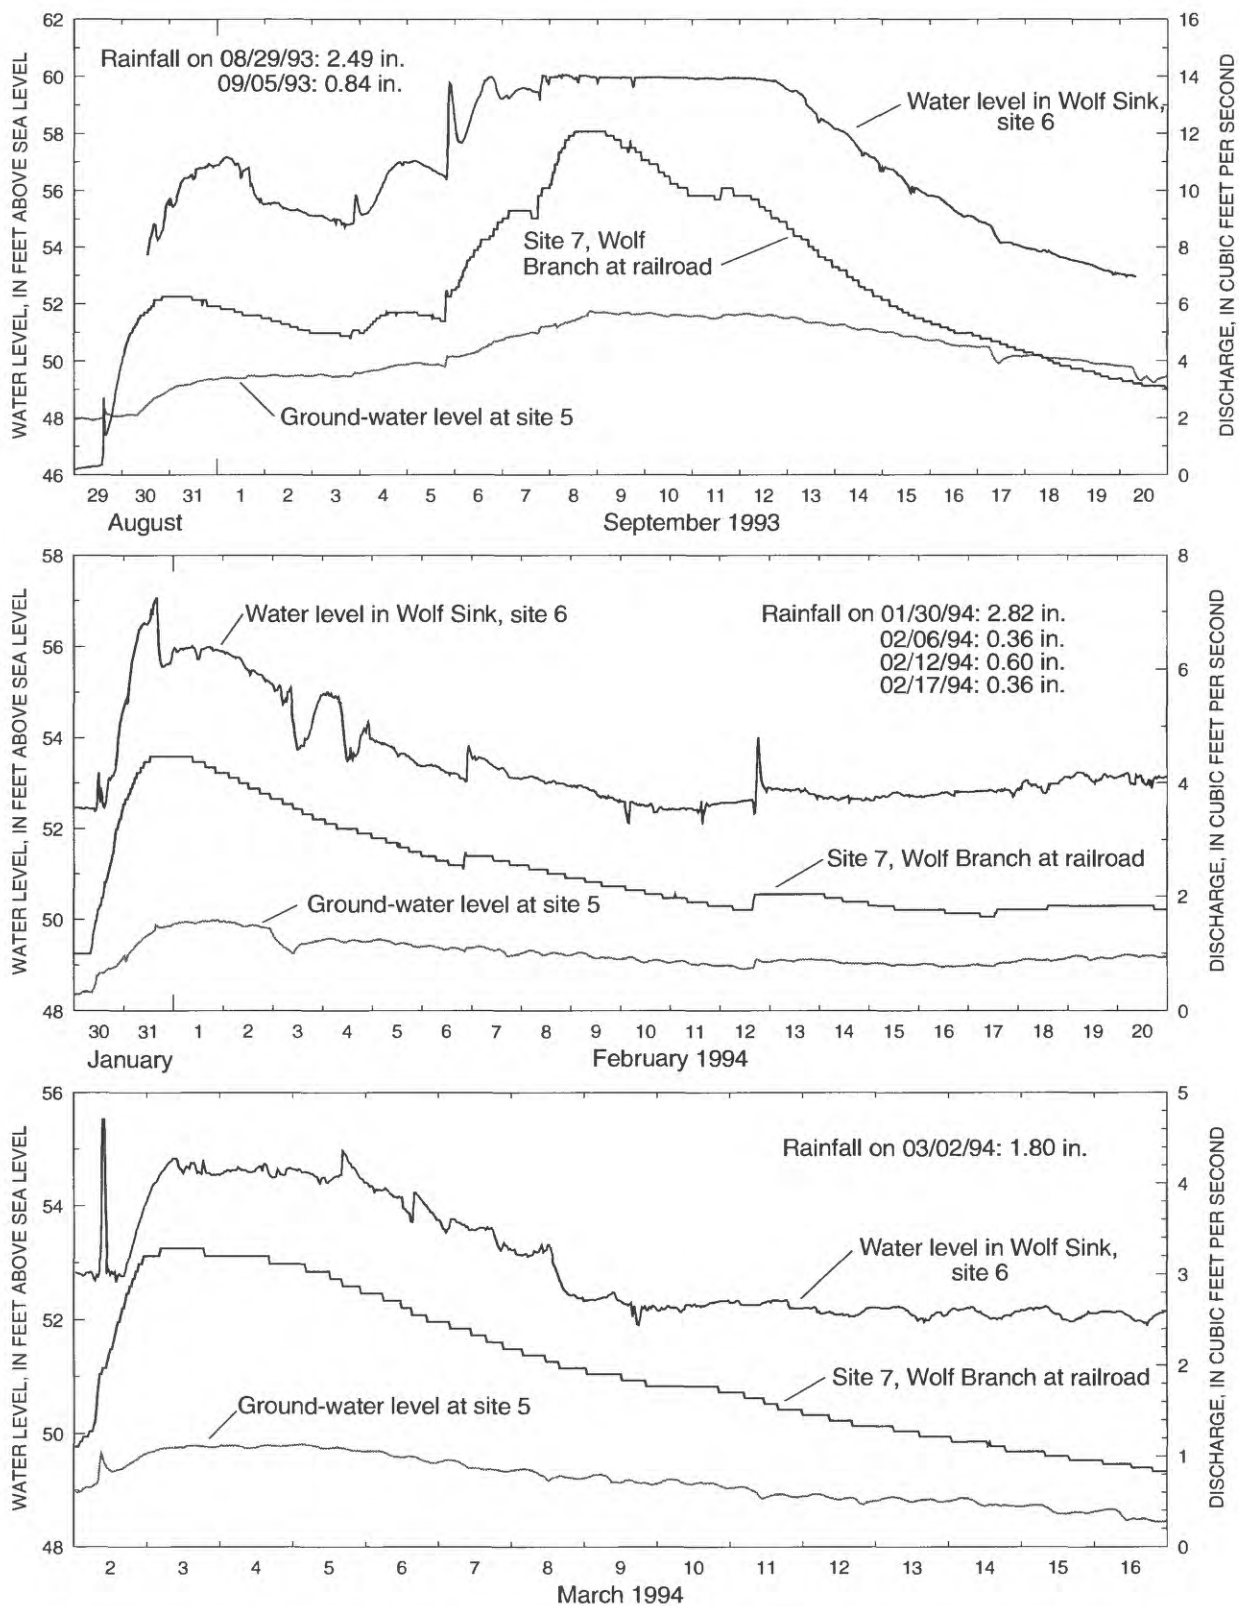 62
60
58
56
54
52
50
48
46
WATER LEVEL, IN FEET ABOVE SEA LEVEL
Rainfall on 08/29/93: 2.49 in.
09/05/93: 0.84 in.
Water level in Wolf Sink,
site 6
Site 7, Wolf
Branch at railroad
Ground-water level at site 5
16
14
12
10
8
6
4
2
0
DISCHARGE, IN CUBIC FEET PER SECOND
29 30 31 1 2 3 4 5 6 7 8 9 10 11 12 13 14 15 16 17 18 19 20
August September 1993
58
56
54
52
50
48
WATER LEVEL, IN FEET ABOVE SEA LEVEL
Water level in Wolf Sink, site 6
Rainfall on 01/30/94: 2.82 in.
02/06/94: 0.36 in.
02/12/94: 0.60 in.
02/17/94: 0.36 in.
Site 7, Wolf Branch at railroad
Ground-water level at site 5
8
6
4
2
0
DISCHARGE, IN CUBIC FEET PER SECOND
30 31 1 2 3 4 5 6 7 8 9 10 11 12 13 14 15 16 17 18 19 20
January February 1994
56
54
52
50
48
WATER LEVEL, IN FEET ABOVE SEA LEVEL
Rainfall on 03/02/94: 1.80 in.
Water level in Wolf Sink,
site 6
Site 7, Wolf Branch at railroad
Ground-water level at site 5
5
4
3
2
1
0
DISCHARGE, IN CUBIC FEET PER SECOND
2 3 4 5 6 7 8 9 10 11 12 13 14 15 16
March 1994